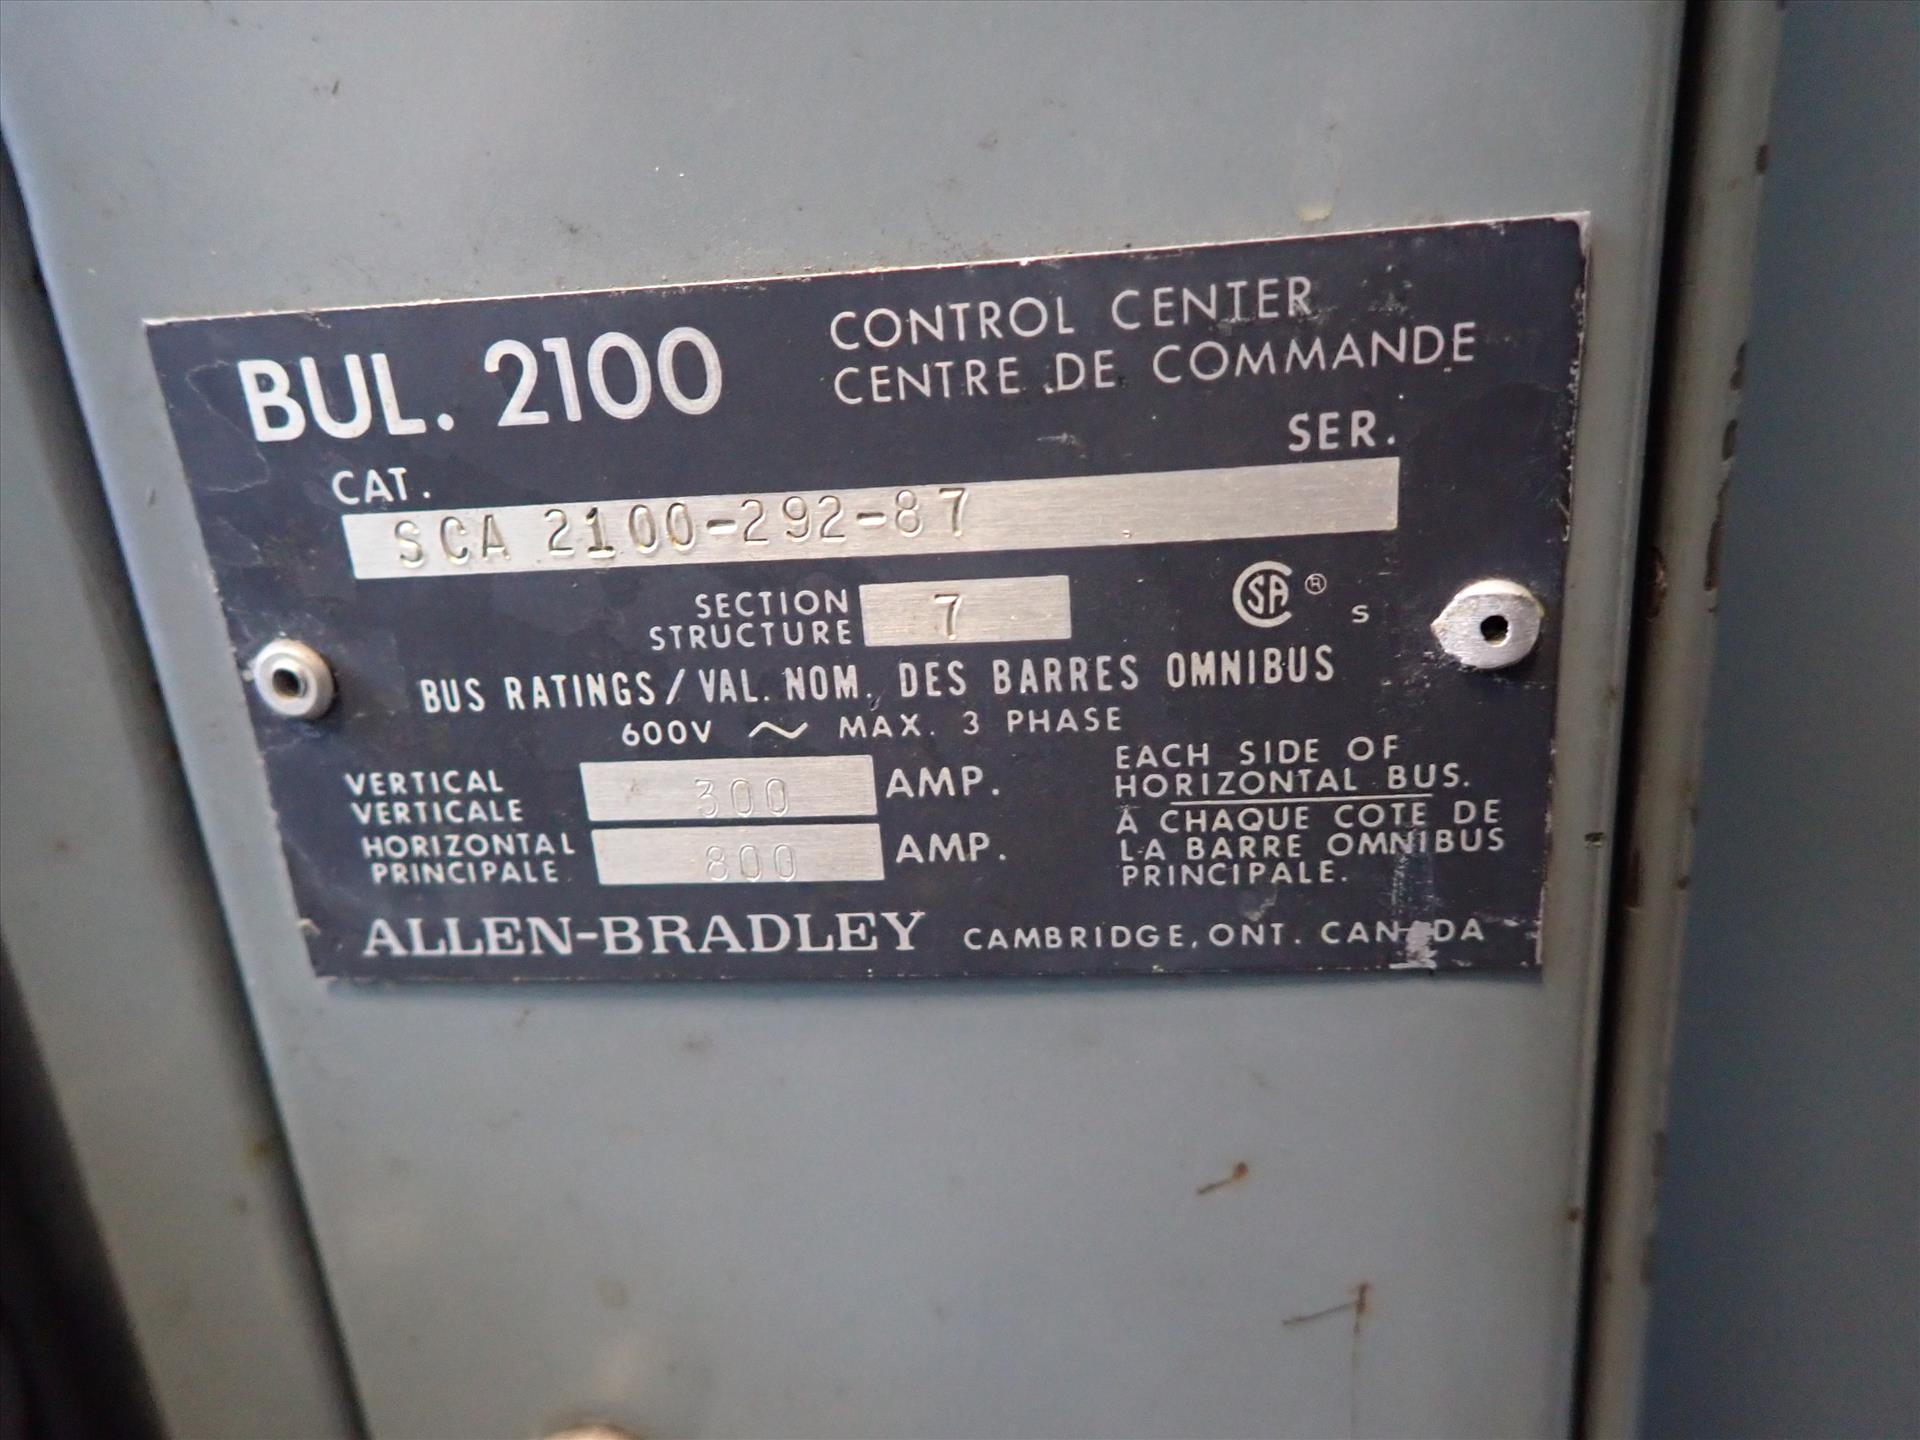 BUL. 2100
CONTROL CENTER
CENTRE DE COMMANDE
CAT.
SER.
SCA 2100-292-87
SECTION
STRUCTURE
7
SA ® S
BUS RATINGS/VAL. NOM. DES BARRES OMNIBUS
600V ~ MAX. 3 PHASE
VERTICAL
VERTICALE
300 AMP.
HORIZONTAL
PRINCIPALE
800 AMP.
EACH SIDE OF
HORIZONTAL BUS.
À CHAQUE COTE DE
LA BARRE OMNIBUS
PRINCIPALE.
ALLEN-BRADLEY CAMBRIDGE, ONT. CANADA